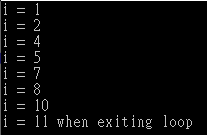 i = 1
i = 2
i = 4
i = 5
i = 7
i = 8
i = 10
i = 11 when exiting loop